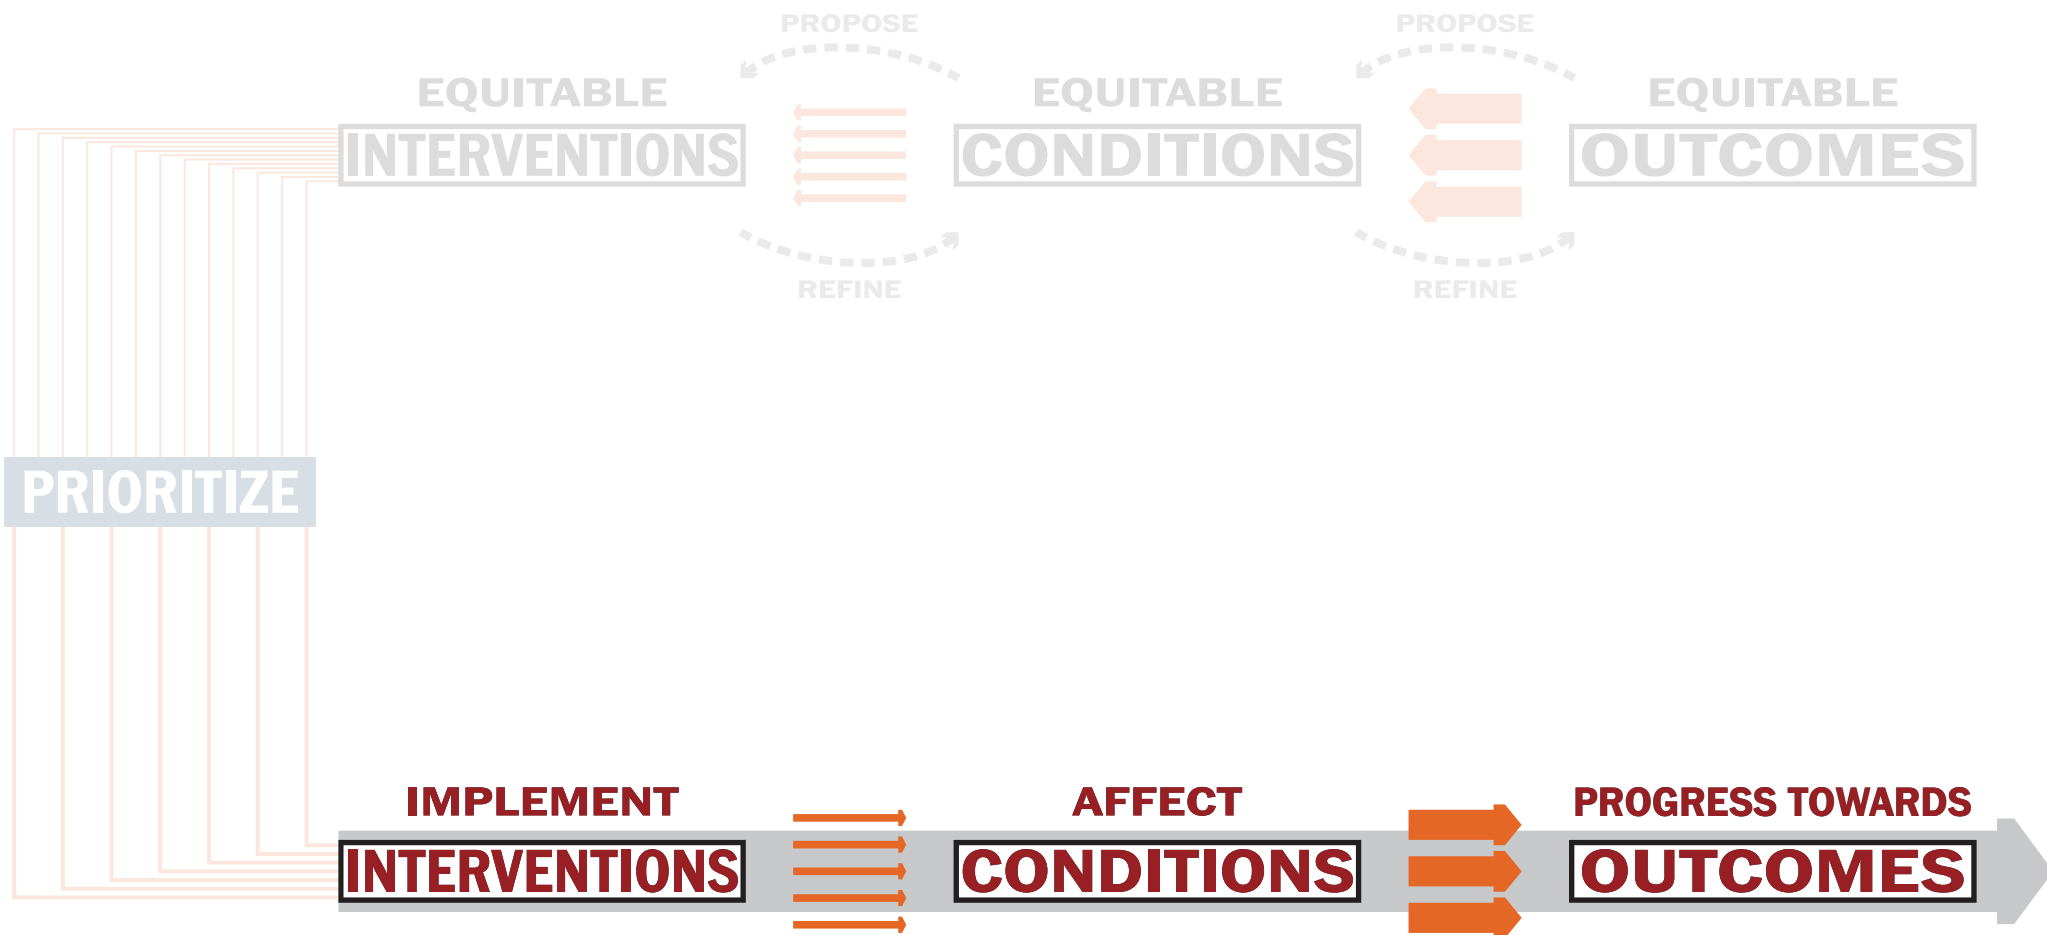 PROPOSE
PROPOSE
EQUITABLE
EQUITABLE
EQUITABLE
INTERVENTIONS
CONDITIONS
OUTCOMES
REFINE
REFINE
PRIORITIZE
IMPLEMENT
AFFECT
PROGRESS TOWARDS
INTERVENTIONS
CONDITIONS
OUTCOMES